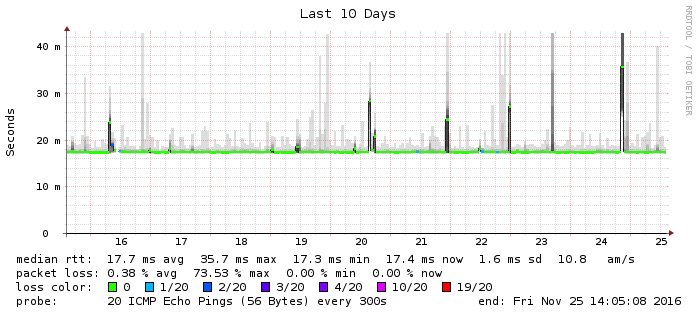 Last 10 Days
RRDTOOL / TOBI OETIKER
Seconds
40 m
30 m
20 m
10 m
0
16 17 18 19 20 21 22 23 24 25
median rtt: 17.7 ms avg 35.7 ms max 17.3 ms min 17.4 ms now 1.6 ms sd 10.8 am/s
packet loss: 0.38 % avg 73.53 % max 0.00 % min 0.00 % now
loss color: 0 1/20 2/20 3/20 4/20 10/20 19/20
probe: 20 ICMP Echo Pings (56 Bytes) every 300s end: Fri Nov 25 14:05:08 2016